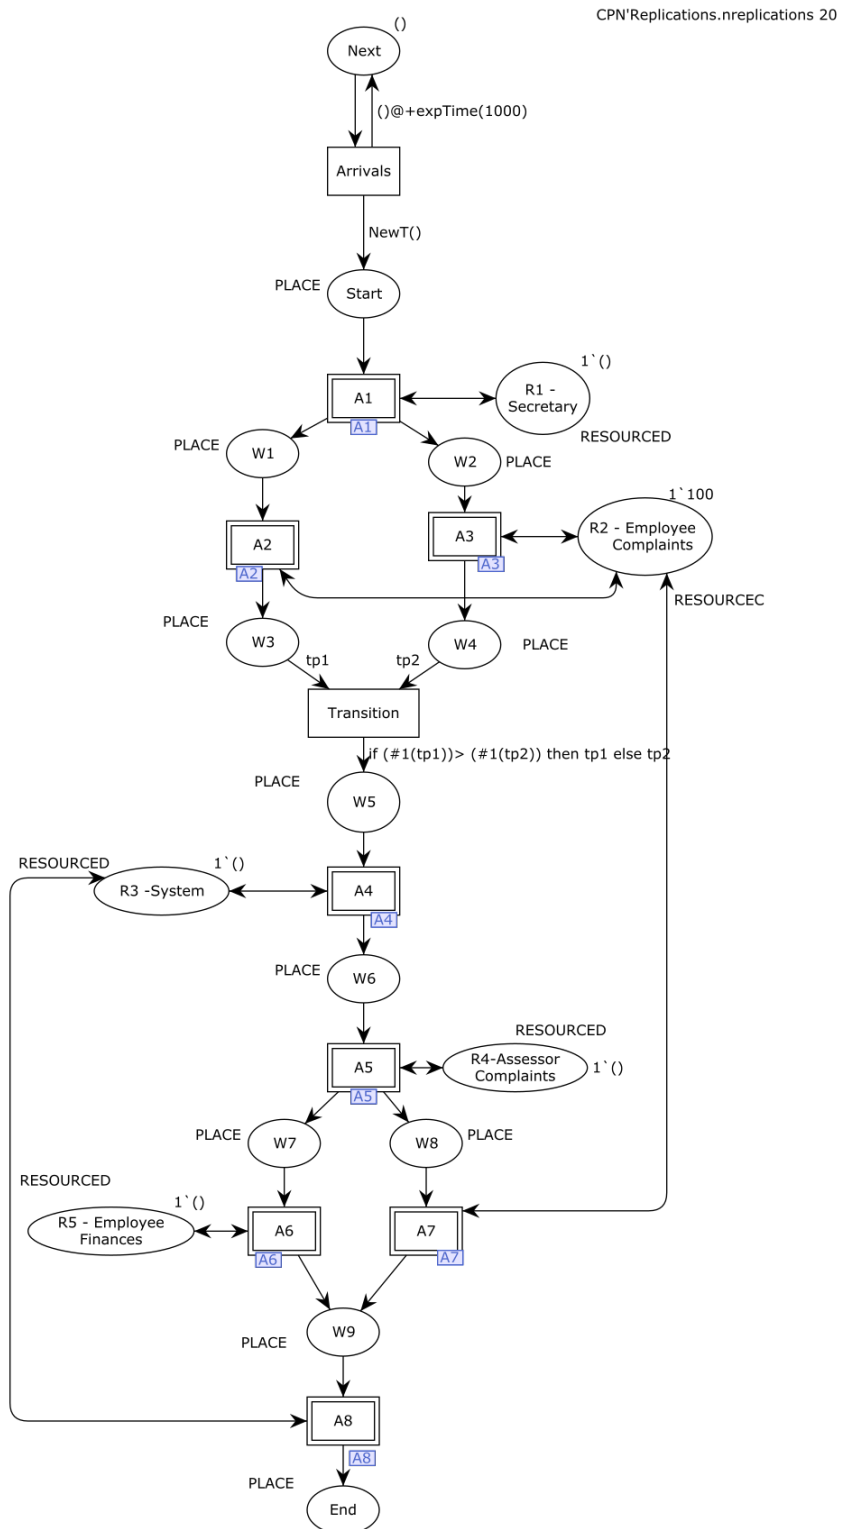 CPN'Replications.nreplications 20
()
Next
()@+expTime(1000)
Arrivals
NewT()
PLACE
Start
1`()
A1
R1 -
Secretary
A1
RESOURCED
PLACE
W1
W2
PLACE
1`100
A2
A3
R2 - Employee
Complaints
A2
A3
RESOURCEC
PLACE
W3
W4
PLACE
tp1
tp2
Transition
if (#1(tp1))> (#1(tp2)) then tp1 else tp2
PLACE
W5
RESOURCED
1`()
R3 -System
A4
A4
PLACE
W6
RESOURCED
A5
R4-Assessor
Complaints
1`()
A5
PLACE
W7
W8
PLACE
RESOURCED
1`()
R5 - Employee
Finances
A6
A7
A6
A7
W9
PLACE
A8
A8
PLACE
End